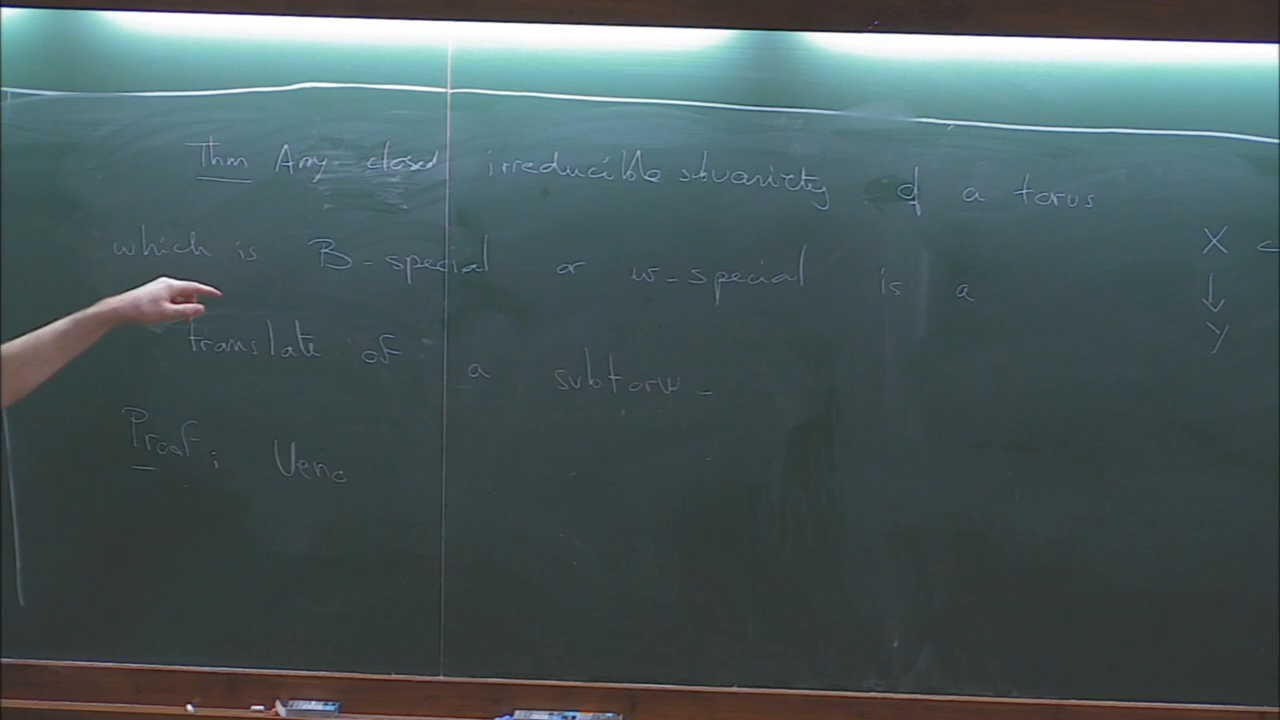 Thm Any closed irreducible subvariety of a torus
which is B-special or w-special is a
translate of a subtorus.
Proof: Venc
X c
↓
Y